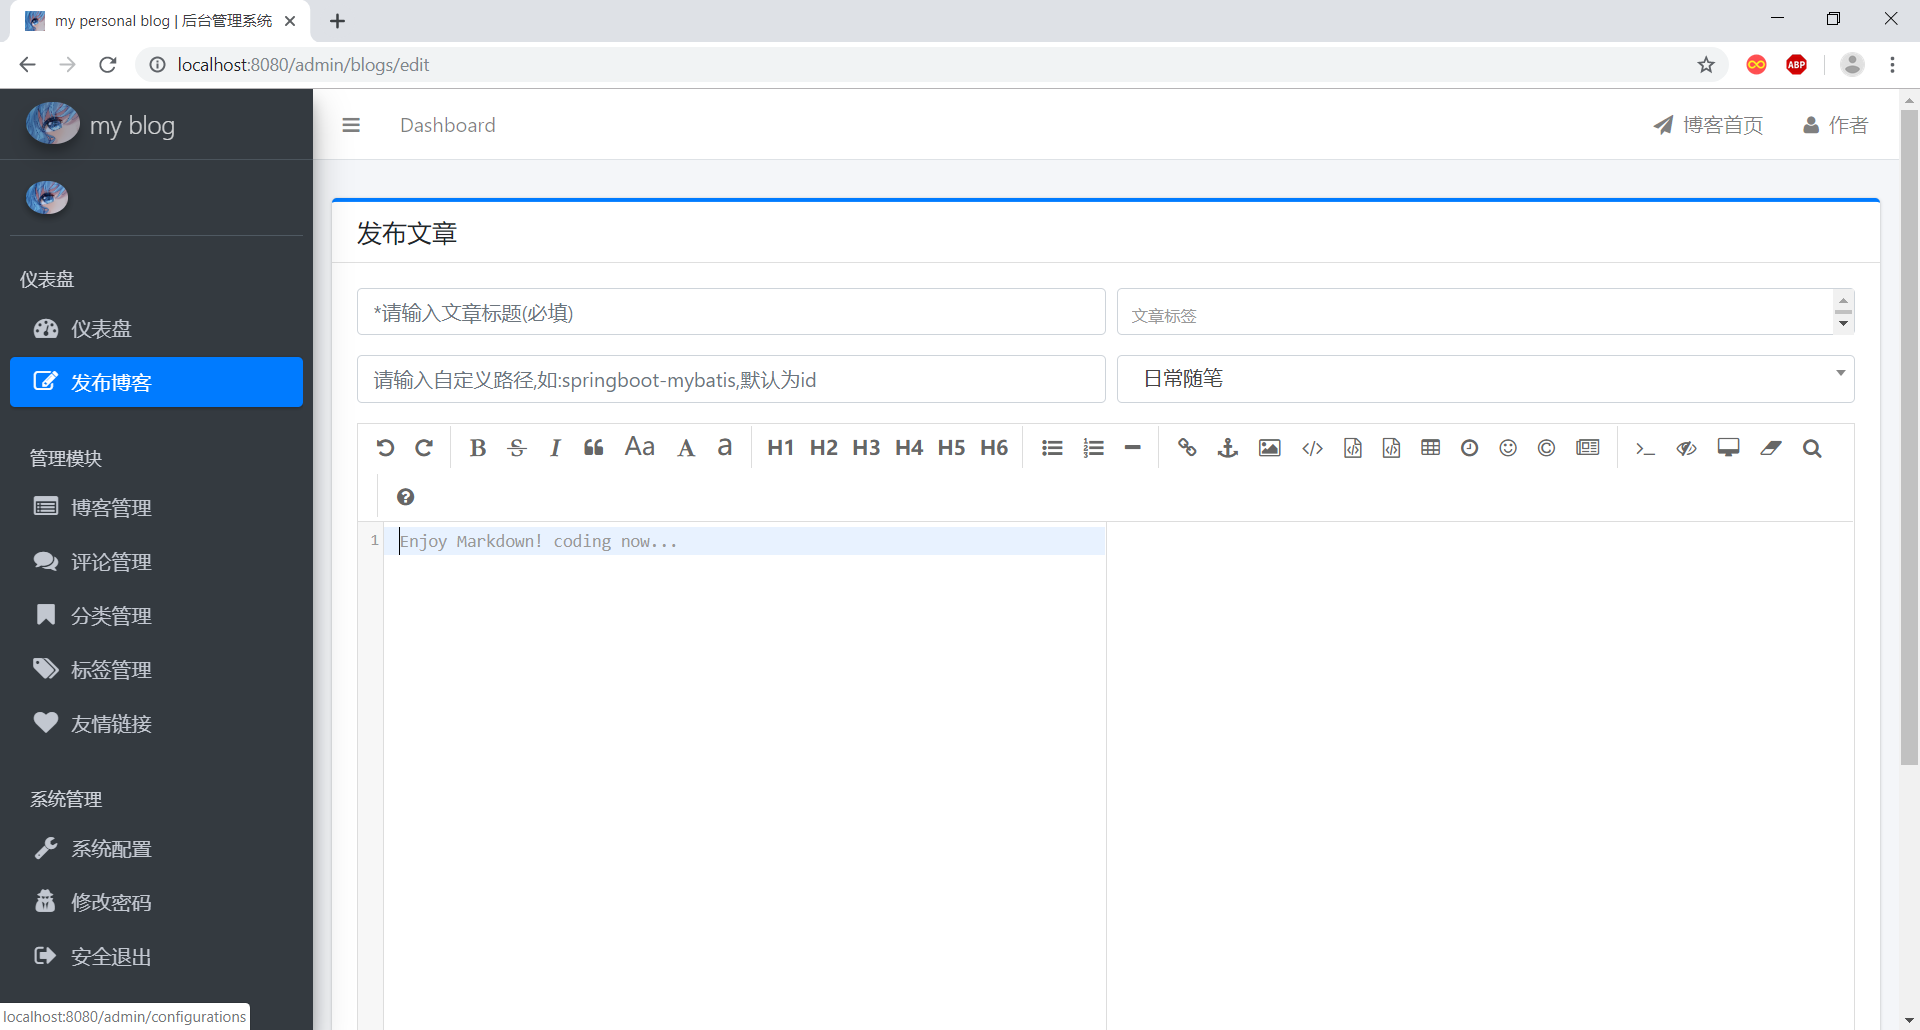 my personal blog | 后台管理系统
localhost:8080/admin/blogs/edit
ABP
my blog
Dashboard
博客首页
作者
仪表盘
仪表盘
发布博客
管理模块
博客管理
评论管理
分类管理
标签管理
友情链接
系统管理
系统配置
修改密码
安全退出
发布文章
*请输入文章标题(必填)
文章标签
请输入自定义路径,如:springboot-mybatis,默认为id
日常随笔
B S I Aa A a H1 H2 H3 H4 H5 H6
1 Enjoy Markdown! coding now...
localhost:8080/admin/configurations